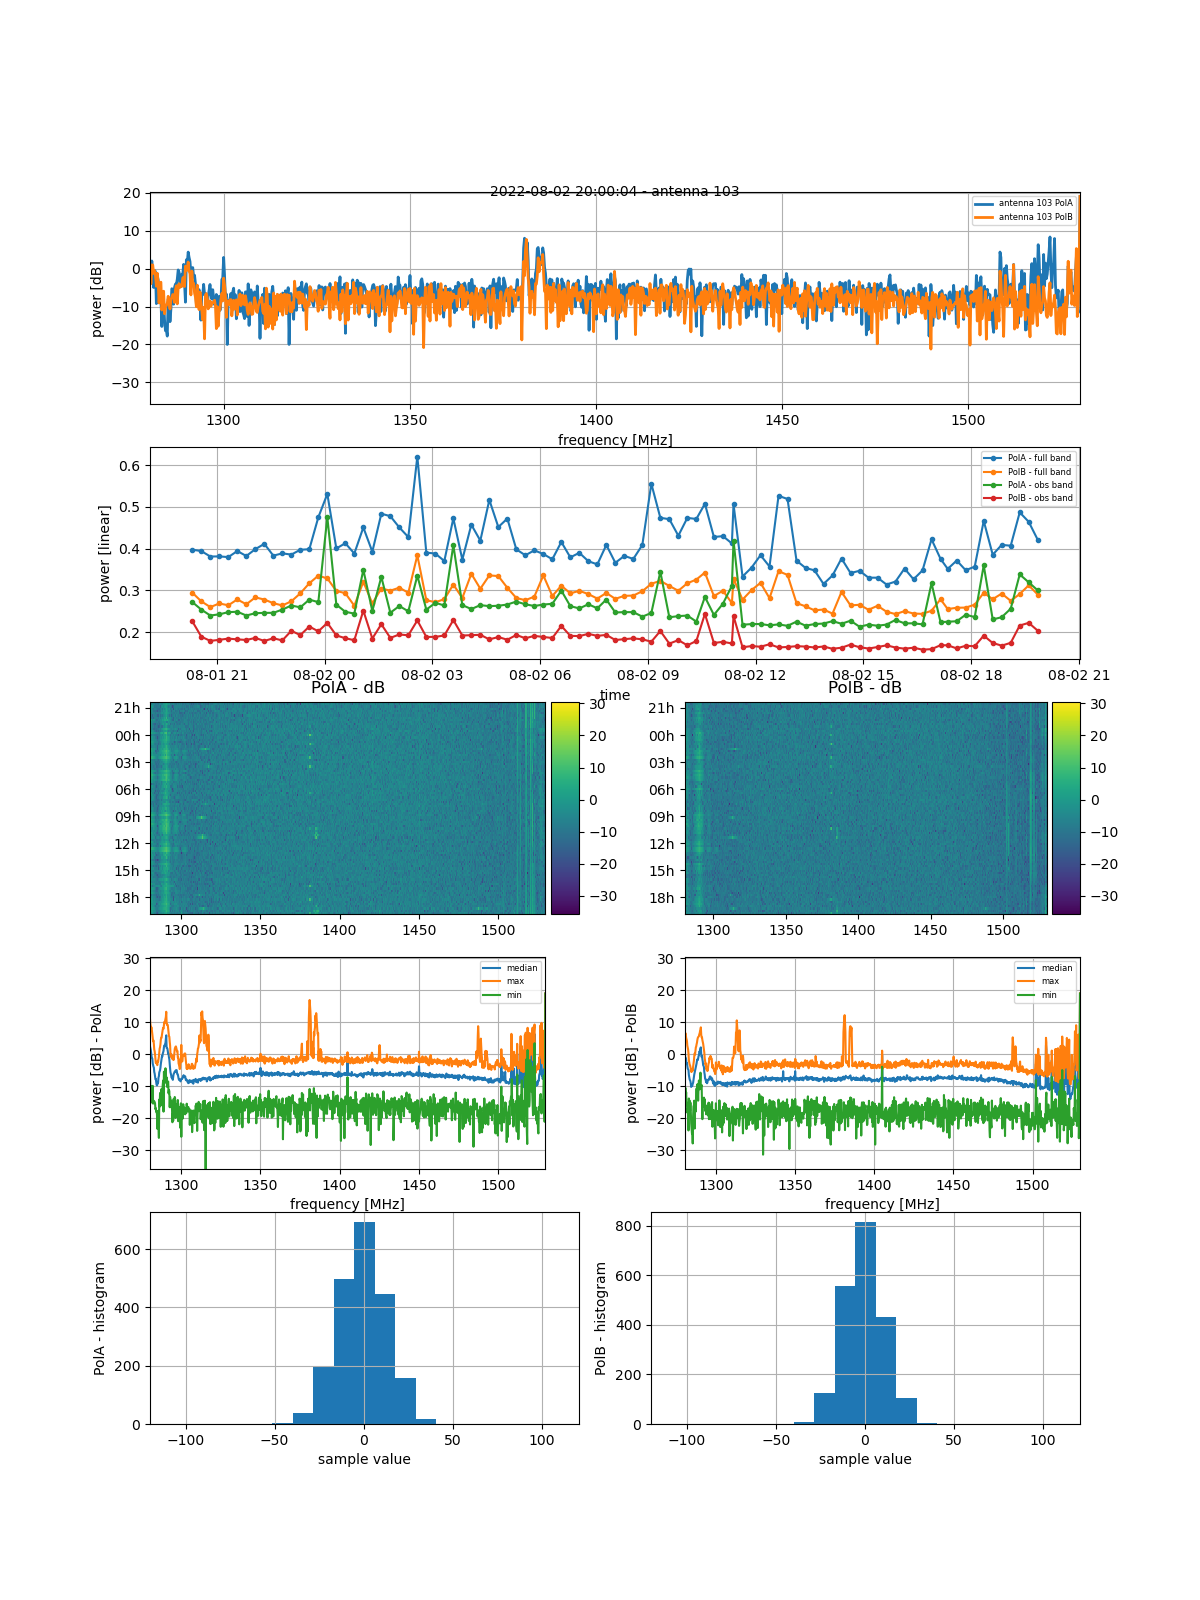 2022-08-02 20:00:04 - antenna 103
20
10
0
−10
−20
−30
power [dB]
antenna 103 PolA
antenna 103 PolB
1300 1350 1400 1450 1500
frequency [MHz]
0.6
0.5
0.4
0.3
0.2
power [linear]
PolA - full band
PolB - full band
PolA - obs band
PolB - obs band
08-01 21 08-02 00 08-02 03 08-02 06 08-02 09 08-02 12 08-02 15 08-02 18 08-02 21
time
PolA - dB
21h
00h
03h
06h
09h
12h
15h
18h
1300 1350 1400 1450 1500
30
20
10
0
−10
−20
−30
PolB - dB
21h
00h
03h
06h
09h
12h
15h
18h
1300 1350 1400 1450 1500
30
20
10
0
−10
−20
−30
30
20
10
0
−10
−20
−30
power [dB] - PolA
median
max
min
1300 1350 1400 1450 1500
frequency [MHz]
30
20
10
0
−10
−20
−30
power [dB] - PolB
median
max
min
1300 1350 1400 1450 1500
frequency [MHz]
600
400
200
0
PolA - histogram
−100 −50 0 50 100
sample value
800
600
400
200
0
PolB - histogram
−100 −50 0 50 100
sample value